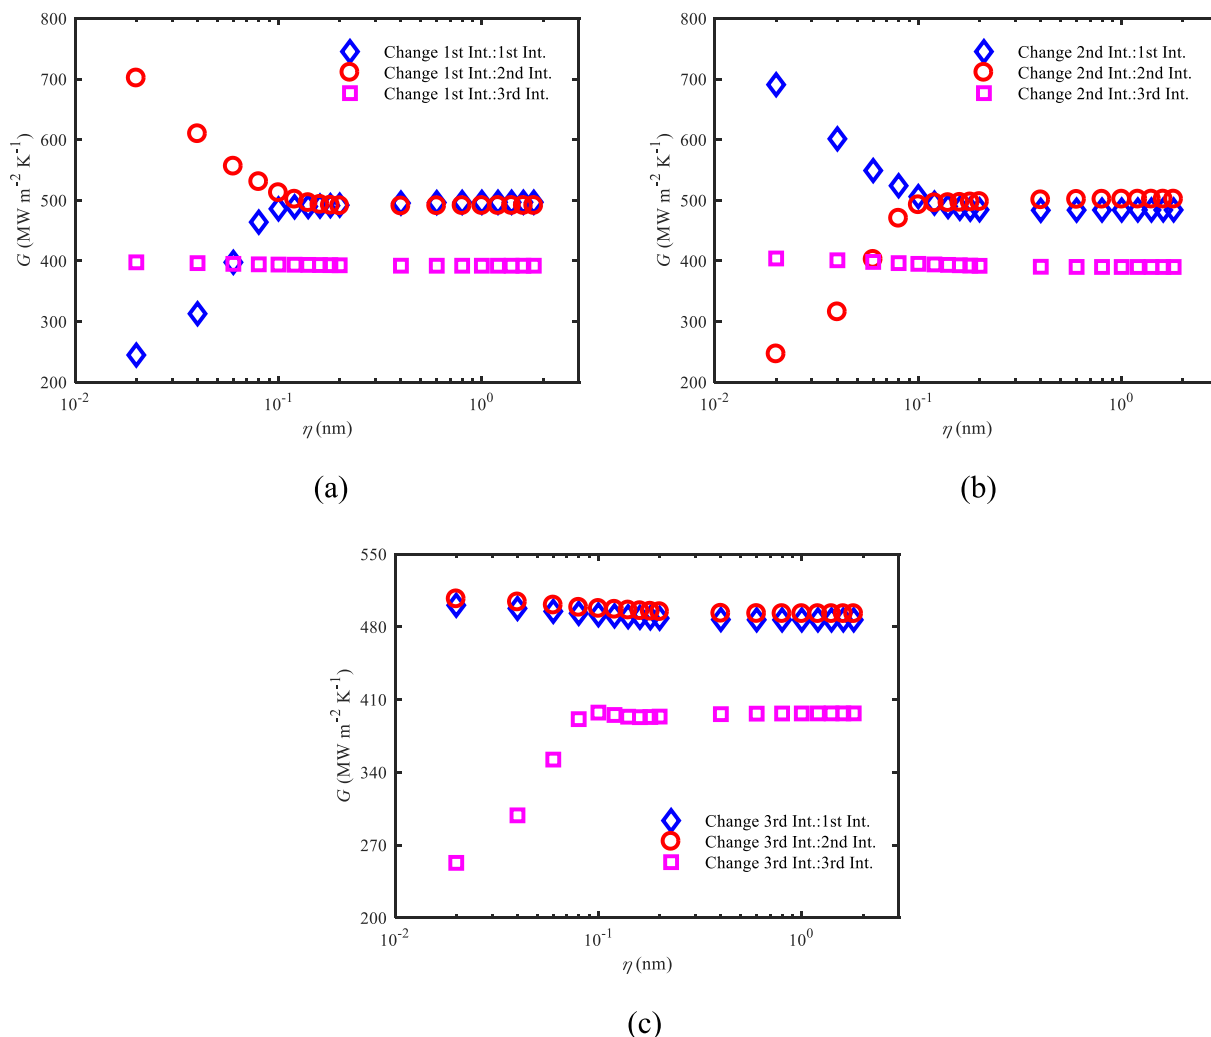 800
700
600
500
400
300
200
G (MW m⁻² K⁻¹)
Change 1st Int.:1st Int.
Change 1st Int.:2nd Int.
Change 1st Int.:3rd Int.
10⁻²
10⁻¹
10⁰
η (nm)
(a)
800
700
600
500
400
300
200
G (MW m⁻² K⁻¹)
Change 2nd Int.:1st Int.
Change 2nd Int.:2nd Int.
Change 2nd Int.:3rd Int.
10⁻²
10⁻¹
10⁰
η (nm)
(b)
550
480
410
340
270
200
G (MW m⁻² K⁻¹)
Change 3rd Int.:1st Int.
Change 3rd Int.:2nd Int.
Change 3rd Int.:3rd Int.
10⁻²
10⁻¹
10⁰
η (nm)
(c)